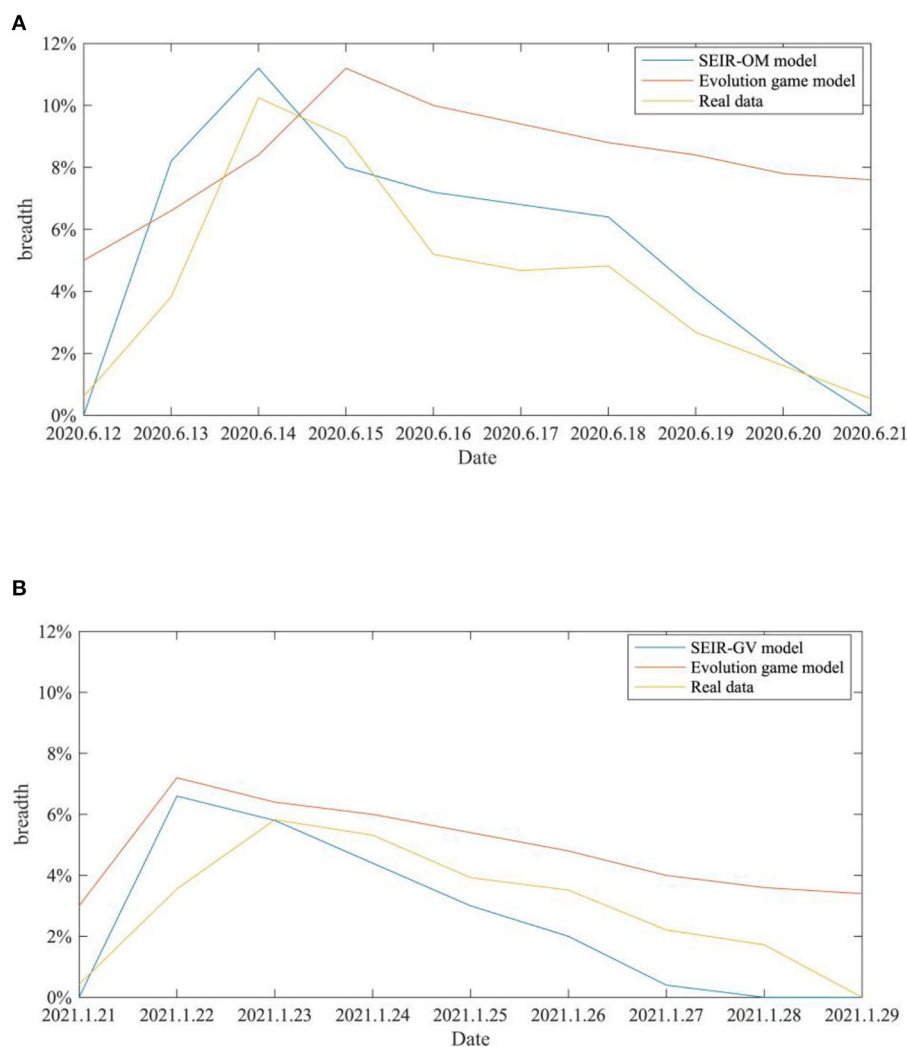 A
12%
10%
8%
6%
4%
2%
0%
breadth
SEIR-OM model
Evolution game model
Real data
2020.6.12 2020.6.13 2020.6.14 2020.6.15 2020.6.16 2020.6.17 2020.6.18 2020.6.19 2020.6.20 2020.6.21
Date
B
12%
10%
8%
6%
4%
2%
0%
breadth
SEIR-GV model
Evolution game model
Real data
2021.1.21 2021.1.22 2021.1.23 2021.1.24 2021.1.25 2021.1.26 2021.1.27 2021.1.28 2021.1.29
Date